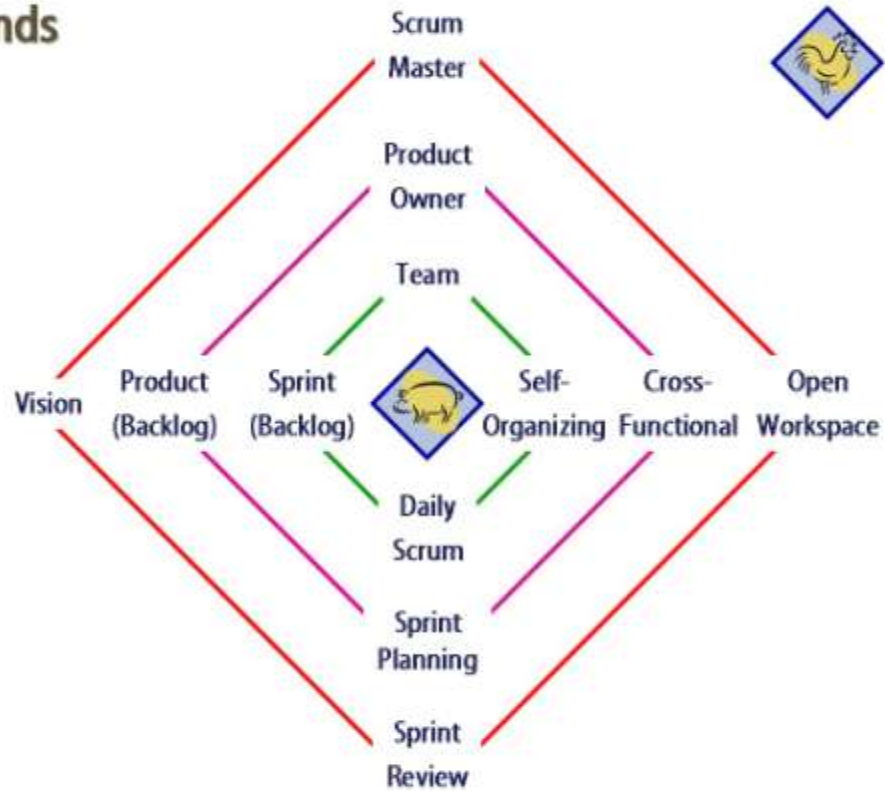 nds
Scrum
Master
Product
Owner
Team
Vision
Product
(Backlog)
Sprint
(Backlog)
Self-
Organizing
Cross-
Functional
Open
Workspace
Daily
Scrum
Sprint
Planning
Sprint
Review